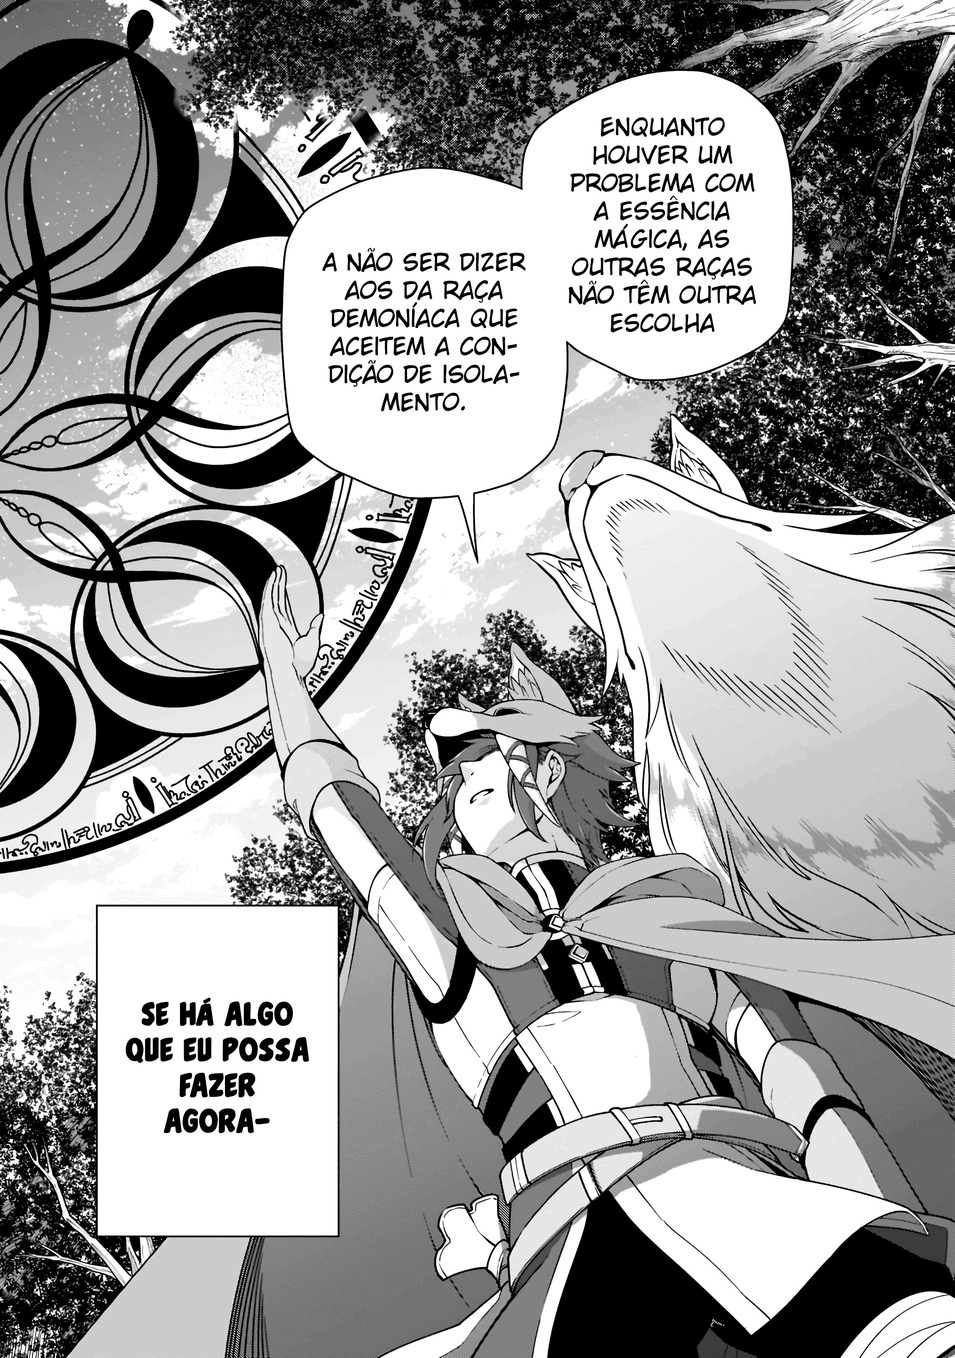 ENQUANTO
HOUVER UM
PROBLEMA COM
A ESSÊNCIA
MÁGICA, AS
OUTRAS RAÇAS
NÃO TÊM OUTRA
ESCOLHA
A NÃO SER DIZER
AOS DA RAÇA
DEMONÍACA QUE
ACEITEM A CON-
DIÇÃO DE ISOLA-
MENTO.
SE HÁ ALGO
QUE EU POSSA
FAZER
AGORA-